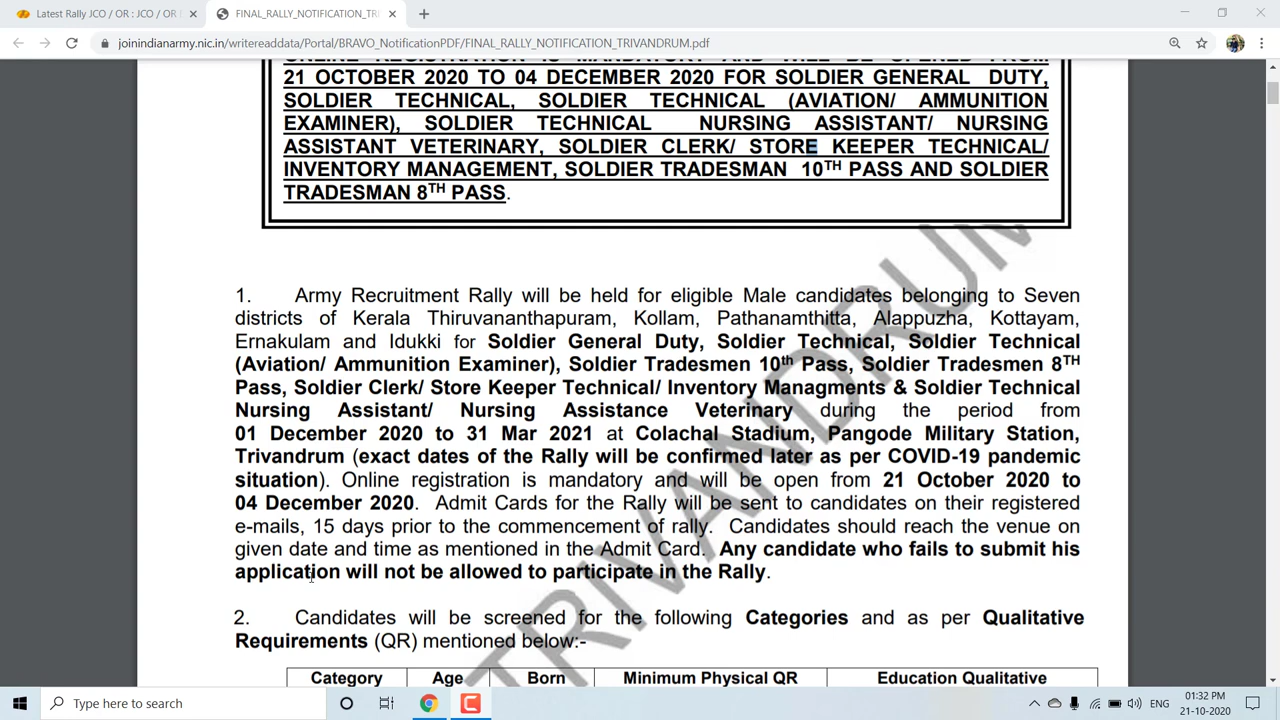 Latest Rally JCO / OR : JCO / OR
FINAL_RALLY_NOTIFICATION_TR
joinindianarmy.nic.in/writereaddata/Portal/BRAVO_NotificationPDF/FINAL_RALLY_NOTIFICATION_TRIVANDRUM.pdf
ONLINE REGISTRATION IS MANDATORY AND WILL BE OPENED FROM
21 OCTOBER 2020 TO 04 DECEMBER 2020 FOR SOLDIER GENERAL DUTY,
SOLDIER TECHNICAL, SOLDIER TECHNICAL (AVIATION/ AMMUNITION
EXAMINER), SOLDIER TECHNICAL NURSING ASSISTANT/ NURSING
ASSISTANT VETERINARY, SOLDIER CLERK/ STORE KEEPER TECHNICAL/
INVENTORY MANAGEMENT, SOLDIER TRADESMAN 10TH PASS AND SOLDIER
TRADESMAN 8TH PASS.
1. Army Recruitment Rally will be held for eligible Male candidates belonging to Seven
districts of Kerala Thiruvananthapuram, Kollam, Pathanamthitta, Alappuzha, Kottayam,
Ernakulam and Idukki for Soldier General Duty, Soldier Technical, Soldier Technical
(Aviation/ Ammunition Examiner), Soldier Tradesmen 10th Pass, Soldier Tradesmen 8TH
Pass, Soldier Clerk/ Store Keeper Technical/ Inventory Managments & Soldier Technical
Nursing Assistant/ Nursing Assistance Veterinary during the period from
01 December 2020 to 31 Mar 2021 at Colachal Stadium, Pangode Military Station,
Trivandrum (exact dates of the Rally will be confirmed later as per COVID-19 pandemic
situation). Online registration is mandatory and will be open from 21 October 2020 to
04 December 2020. Admit Cards for the Rally will be sent to candidates on their registered
e-mails, 15 days prior to the commencement of rally. Candidates should reach the venue on
given date and time as mentioned in the Admit Card. Any candidate who fails to submit his
application will not be allowed to participate in the Rally.
2. Candidates will be screened for the following Categories and as per Qualitative
Requirements (QR) mentioned below:-
Category Age Born Minimum Physical QR Education Qualitative
TRIVANDRUM
Type here to search
ENG
01:32 PM
21-10-2020